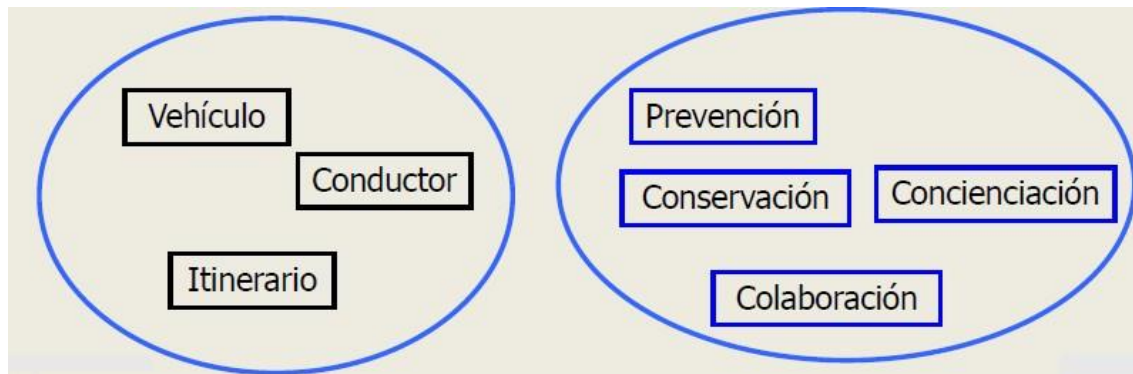 Vehículo
Conductor
Itinerario
Prevención
Conservación
Concienciación
Colaboración